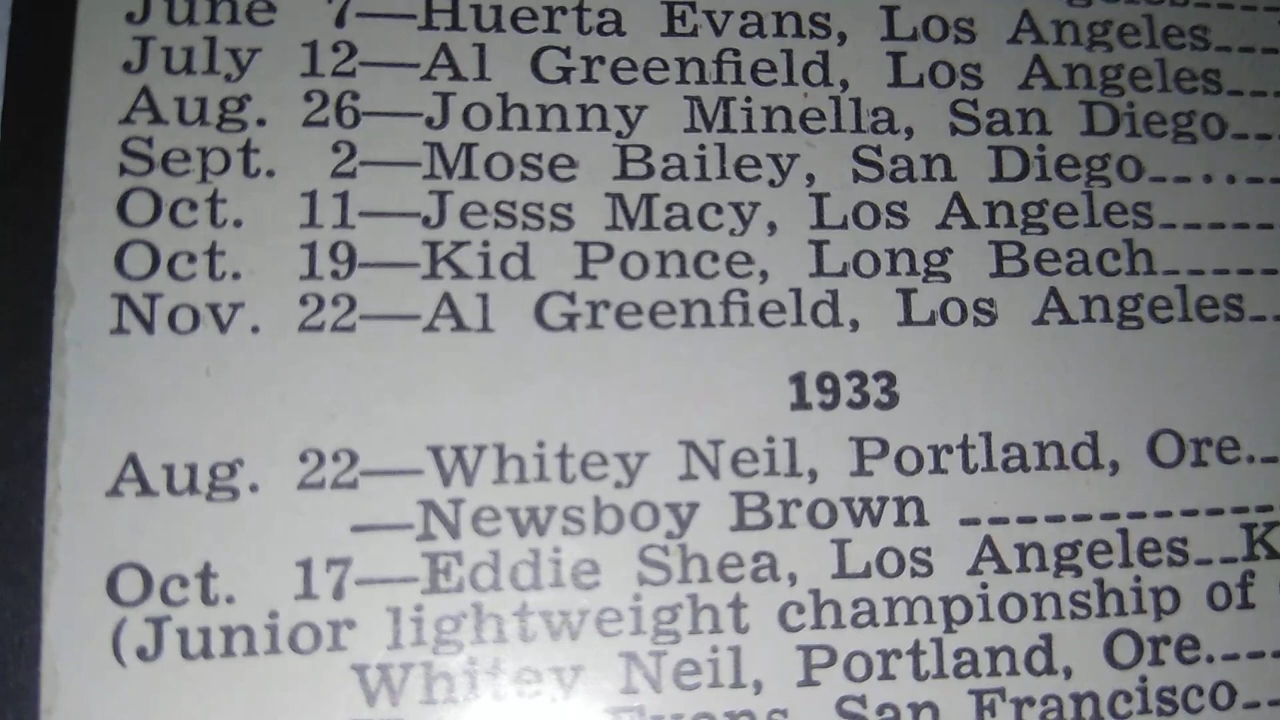 June 7—Huerta Evans, Los Angeles---
July 12—Al Greenfield, Los Angeles---
Aug. 26—Johnny Minella, San Diego---
Sept. 2—Mose Bailey, San Diego--....--
Oct. 11—Jesss Macy, Los Angeles-----
Oct. 19—Kid Ponce, Long Beach-----
Nov. 22—Al Greenfield, Los Angeles--
1933
Aug. 22—Whitey Neil, Portland, Ore.--
—Newsboy Brown ------------
Oct. 17—Eddie Shea, Los Angeles--K
(Junior lightweight championship of
Whitey Neil, Portland, Ore.----
Evans, San Francisco--